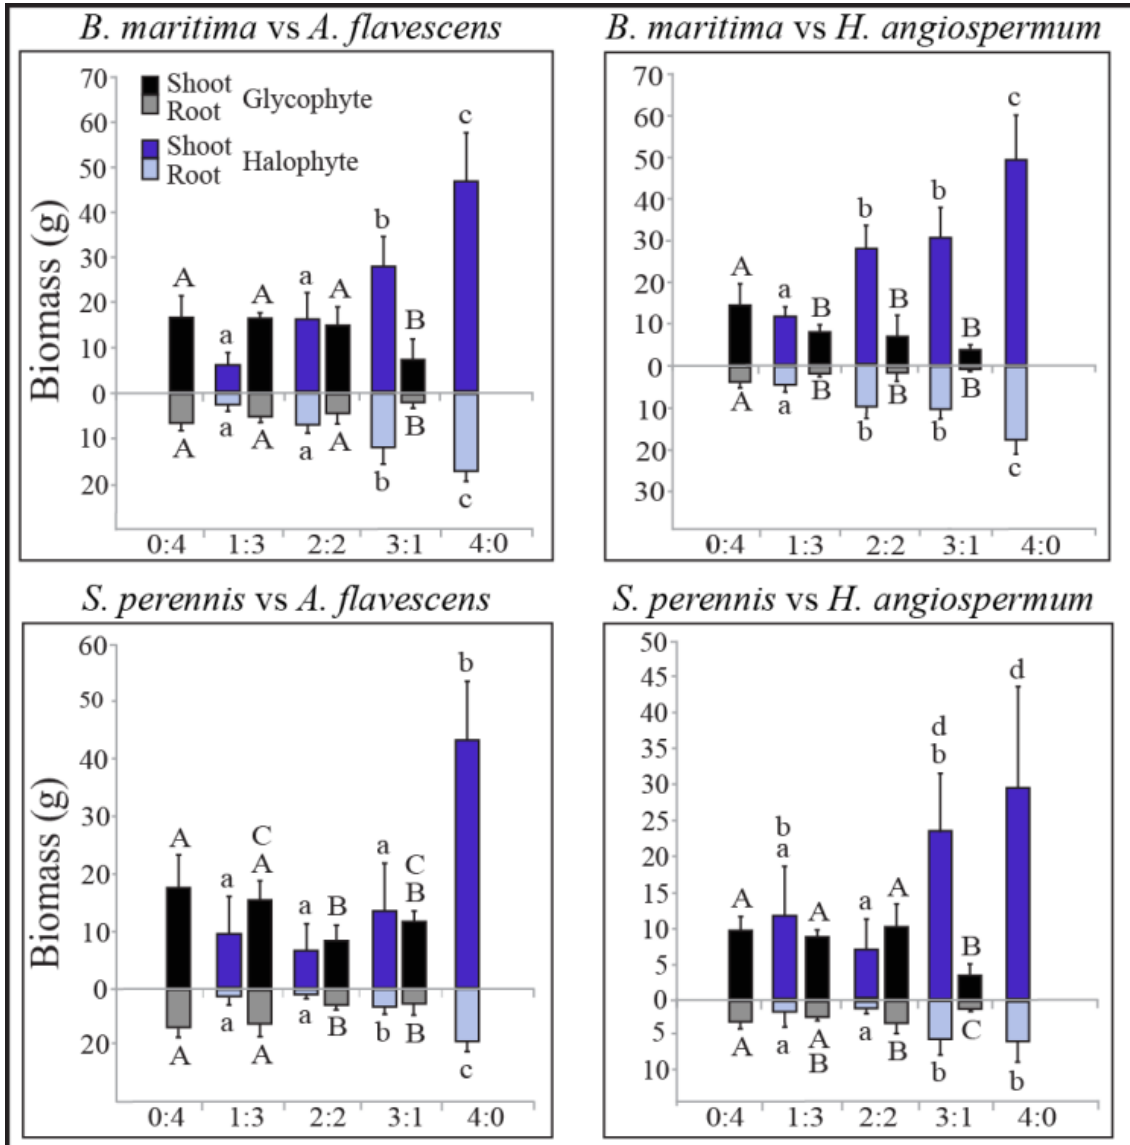 B. maritima vs A. flavescens
70
60
50
40
30
20
10
0
10
20
Biomass (g)
Shoot
Root
Glycophyte
Shoot
Root
Halophyte
A
A
a
a
A
A
a
a
A
A
b
b
B
B
c
c
0:4 1:3 2:2 3:1 4:0
B. maritima vs H. angiospermum
70
60
50
40
30
20
10
0
10
20
30
A
A
a
a
B
B
b
b
B
B
b
b
B
B
c
c
0:4 1:3 2:2 3:1 4:0
S. perennis vs A. flavescens
60
50
40
30
20
10
0
20
Biomass (g)
A
A
a
a
C
A
A
a
a
B
B
a
b
C
B
B
b
c
0:4 1:3 2:2 3:1 4:0
S. perennis vs H. angiospermum
50
45
40
35
30
25
20
15
10
5
0
5
10
A
A
b
a
a
A
A
B
a
a
A
B
d
b
b
B
C
d
b
0:4 1:3 2:2 3:1 4:0